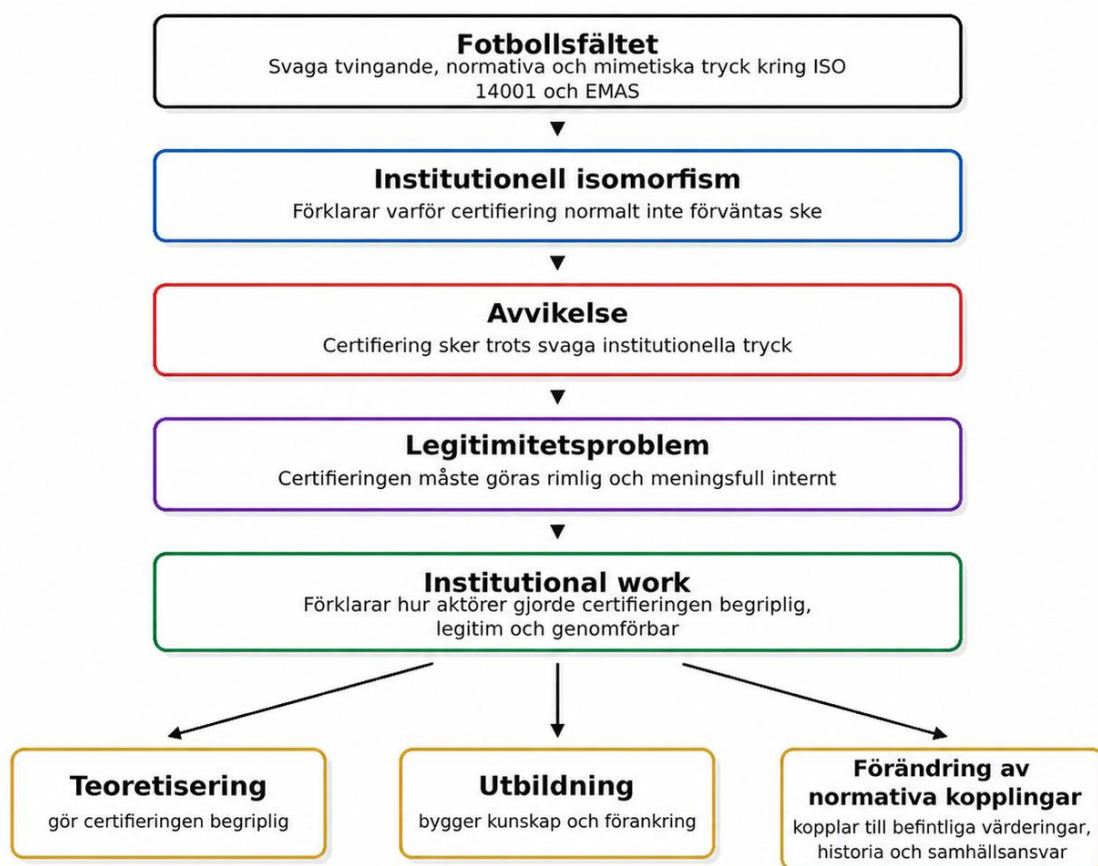 Fotbollsfältet
Svaga tvingande, normativa och mimetiska tryck kring ISO
14001 och EMAS
Institutionell isomorfism
Förklarar varför certifiering normalt inte förväntas ske
Avvikelse
Certifiering sker trots svaga institutionella tryck
Legitimitetsproblem
Certifieringen måste göras rimlig och meningsfull internt
Institutional work
Förklarar hur aktörer gjorde certifieringen begriplig,
legitim och genomförbar
Teoretisering
gör certifieringen begriplig
Utbildning
bygger kunskap och förankring
Förändring av
normativa kopplingar
kopplar till befintliga värderingar,
historia och samhällsansvar